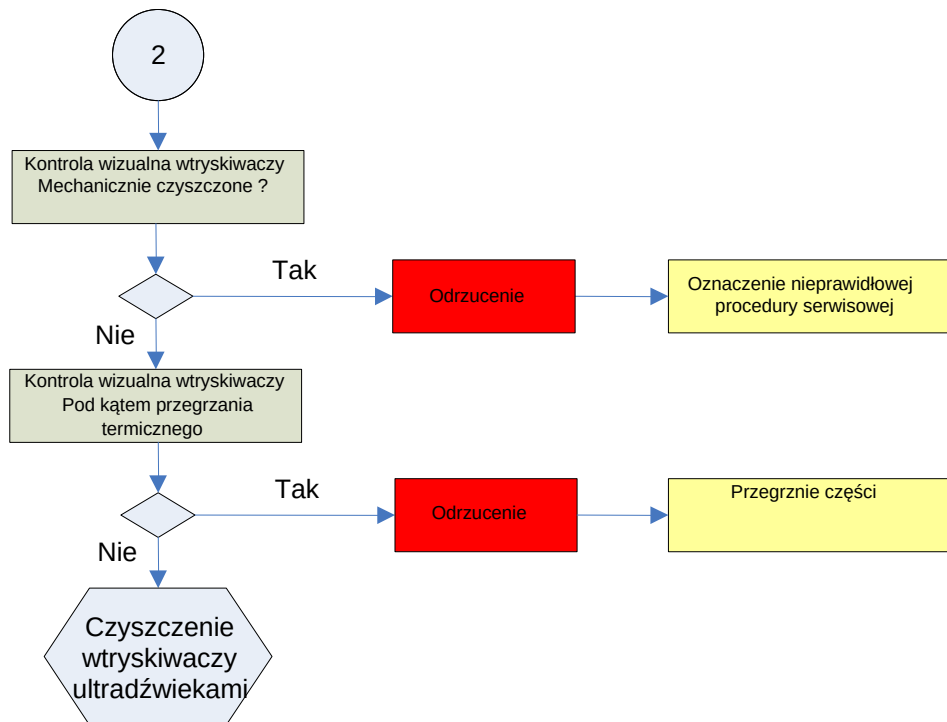 2
Kontrola wizualna wtryskiwaczy
Mechanicznie czyszczone ?
Tak
Odrzucenie
Oznaczenie nieprawidłowej
procedury serwisowej
Nie
Kontrola wizualna wtryskiwaczy
Pod kątem przegrzania
termicznego
Tak
Odrzucenie
Przegrznie części
Nie
Czyszczenie
wtryskiwaczy
ultradźwiekami